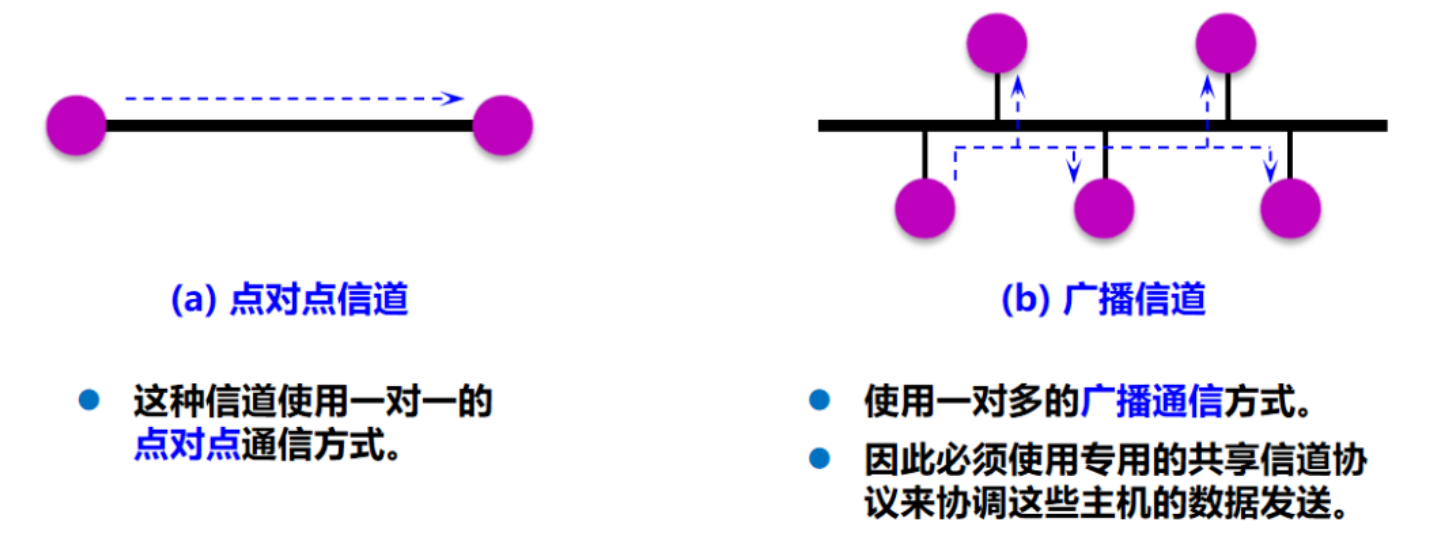 (a) 点对点信道
这种信道使用一对一的
点对点通信方式。
(b) 广播信道
使用一对多的广播通信方式。
因此必须使用专用的共享信道协
议来协调这些主机的数据发送。